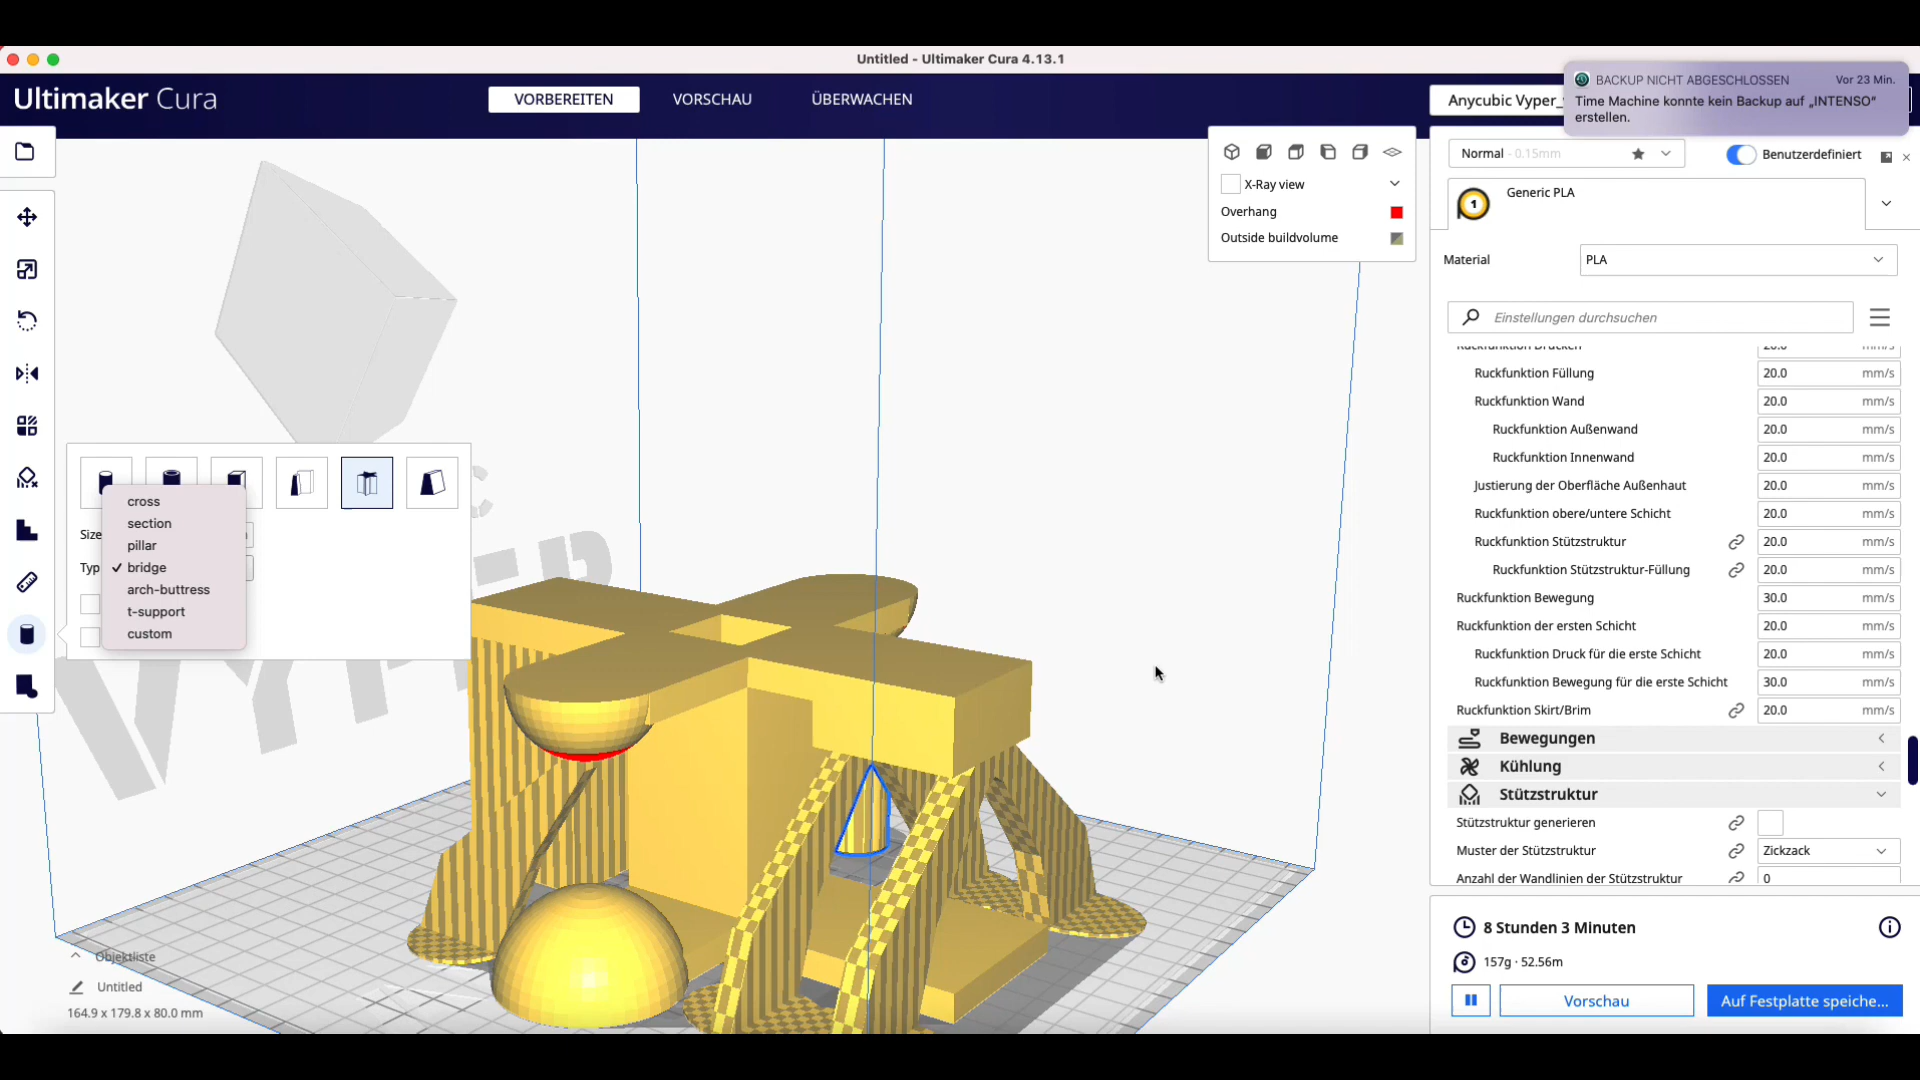 Untitled - Ultimaker Cura 4.13.1
Ultimaker Cura
VORBEREITEN
VORSCHAU
ÜBERWACHEN
Anycubic Vyper_
BACKUP NICHT ABGESCHLOSSEN
Vor 23 Min.
Time Machine konnte kein Backup auf „INTENSO“
erstellen.
Normal - 0.15mm
Benutzerdefiniert
1
Generic PLA
Material
PLA
Einstellungen durchsuchen
X-Ray view
Overhang
Outside buildvolume
Ruckfunktion Drucken 20.0 mm/s
Ruckfunktion Füllung 20.0 mm/s
Ruckfunktion Wand 20.0 mm/s
Ruckfunktion Außenwand 20.0 mm/s
Ruckfunktion Innenwand 20.0 mm/s
Justierung der Oberfläche Außenhaut 20.0 mm/s
Ruckfunktion obere/untere Schicht 20.0 mm/s
Ruckfunktion Stützstruktur 20.0 mm/s
Ruckfunktion Stützstruktur-Füllung 20.0 mm/s
Ruckfunktion Bewegung 30.0 mm/s
Ruckfunktion der ersten Schicht 20.0 mm/s
Ruckfunktion Druck für die erste Schicht 20.0 mm/s
Ruckfunktion Bewegung für die erste Schicht 30.0 mm/s
Ruckfunktion Skirt/Brim 20.0 mm/s
Bewegungen
Kühlung
Stützstruktur
Stützstruktur generieren
Muster der Stützstruktur Zickzack
Anzahl der Wandlinien der Stützstruktur 0
Size
Typ
cross
section
pillar
bridge
arch-buttress
t-support
custom
VYPER
Objektliste
Untitled
164.9 x 179.8 x 80.0 mm
8 Stunden 3 Minuten
157g · 52.56m
Vorschau
Auf Festplatte speiche...